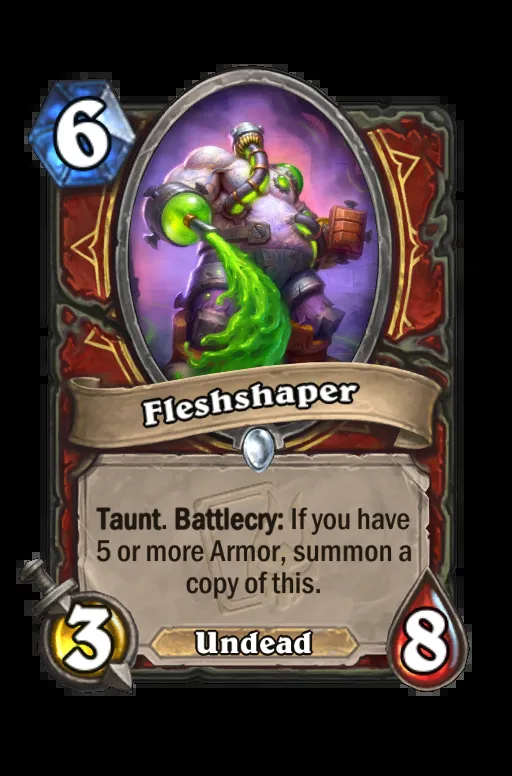 6
Fleshshaper
Taunt. Battlecry: If you have
5 or more Armor, summon a
copy of this.
3
Undead
8